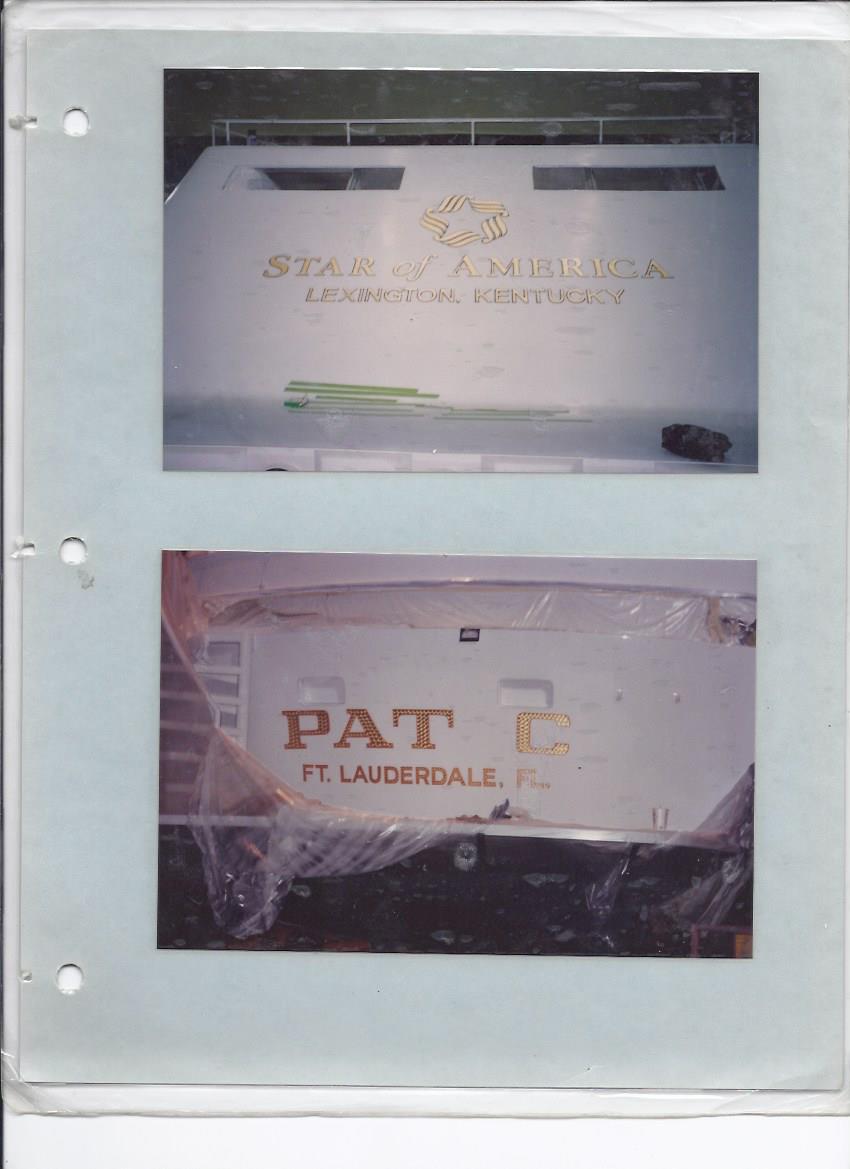 STAR of AMERICA
LEXINGTON, KENTUCKY
PAT C
FT. LAUDERDALE, FL.